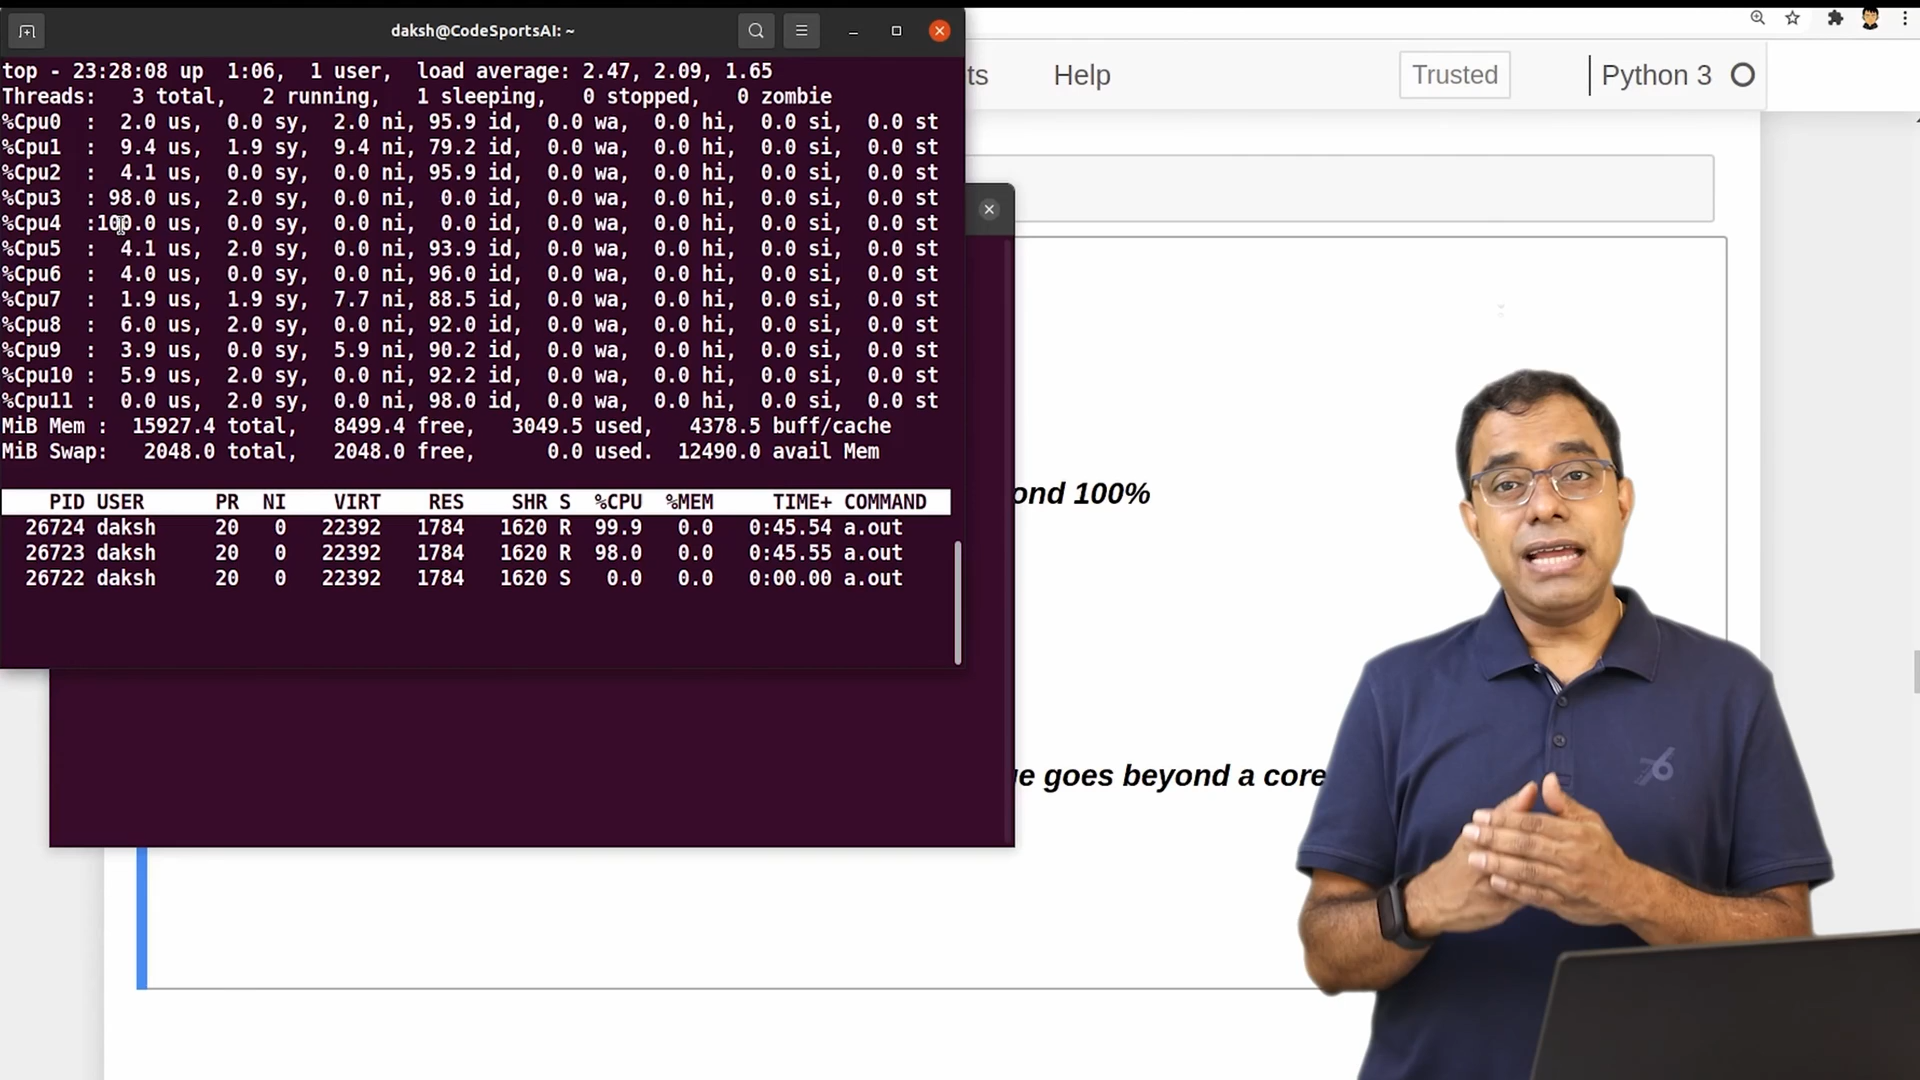 daksh@CodeSportsAI: ~
top - 23:28:08 up  1:06,  1 user,  load average: 2.47, 2.09, 1.65
Threads:   3 total,   2 running,   1 sleeping,   0 stopped,   0 zombie
%Cpu0  :  2.0 us,  0.0 sy,  2.0 ni, 95.9 id,  0.0 wa,  0.0 hi,  0.0 si,  0.0 st
%Cpu1  :  9.4 us,  1.9 sy,  9.4 ni, 79.2 id,  0.0 wa,  0.0 hi,  0.0 si,  0.0 st
%Cpu2  :  4.1 us,  0.0 sy,  0.0 ni, 95.9 id,  0.0 wa,  0.0 hi,  0.0 si,  0.0 st
%Cpu3  : 98.0 us,  2.0 sy,  0.0 ni,  0.0 id,  0.0 wa,  0.0 hi,  0.0 si,  0.0 st
%Cpu4  :100.0 us,  0.0 sy,  0.0 ni,  0.0 id,  0.0 wa,  0.0 hi,  0.0 si,  0.0 st
%Cpu5  :  4.1 us,  2.0 sy,  0.0 ni, 93.9 id,  0.0 wa,  0.0 hi,  0.0 si,  0.0 st
%Cpu6  :  4.0 us,  0.0 sy,  0.0 ni, 96.0 id,  0.0 wa,  0.0 hi,  0.0 si,  0.0 st
%Cpu7  :  1.9 us,  1.9 sy,  7.7 ni, 88.5 id,  0.0 wa,  0.0 hi,  0.0 si,  0.0 st
%Cpu8  :  6.0 us,  2.0 sy,  0.0 ni, 92.0 id,  0.0 wa,  0.0 hi,  0.0 si,  0.0 st
%Cpu9  :  3.9 us,  0.0 sy,  5.9 ni, 90.2 id,  0.0 wa,  0.0 hi,  0.0 si,  0.0 st
%Cpu10 :  5.9 us,  2.0 sy,  0.0 ni, 92.2 id,  0.0 wa,  0.0 hi,  0.0 si,  0.0 st
%Cpu11 :  0.0 us,  2.0 sy,  0.0 ni, 98.0 id,  0.0 wa,  0.0 hi,  0.0 si,  0.0 st
MiB Mem :  15927.4 total,   8499.4 free,   3049.5 used,   4378.5 buff/cache
MiB Swap:   2048.0 total,   2048.0 free,      0.0 used.  12490.0 avail Mem
PID USER      PR  NI    VIRT    RES    SHR S  %CPU  %MEM     TIME+ COMMAND
26724 daksh     20   0   22392   1784   1620 R  99.9   0.0   0:45.54 a.out
26723 daksh     20   0   22392   1784   1620 R  98.0   0.0   0:45.55 a.out
26722 daksh     20   0   22392   1784   1620 S   0.0   0.0   0:00.00 a.out
ts Help Trusted Python 3
ond 100%
ge goes beyond a core
76